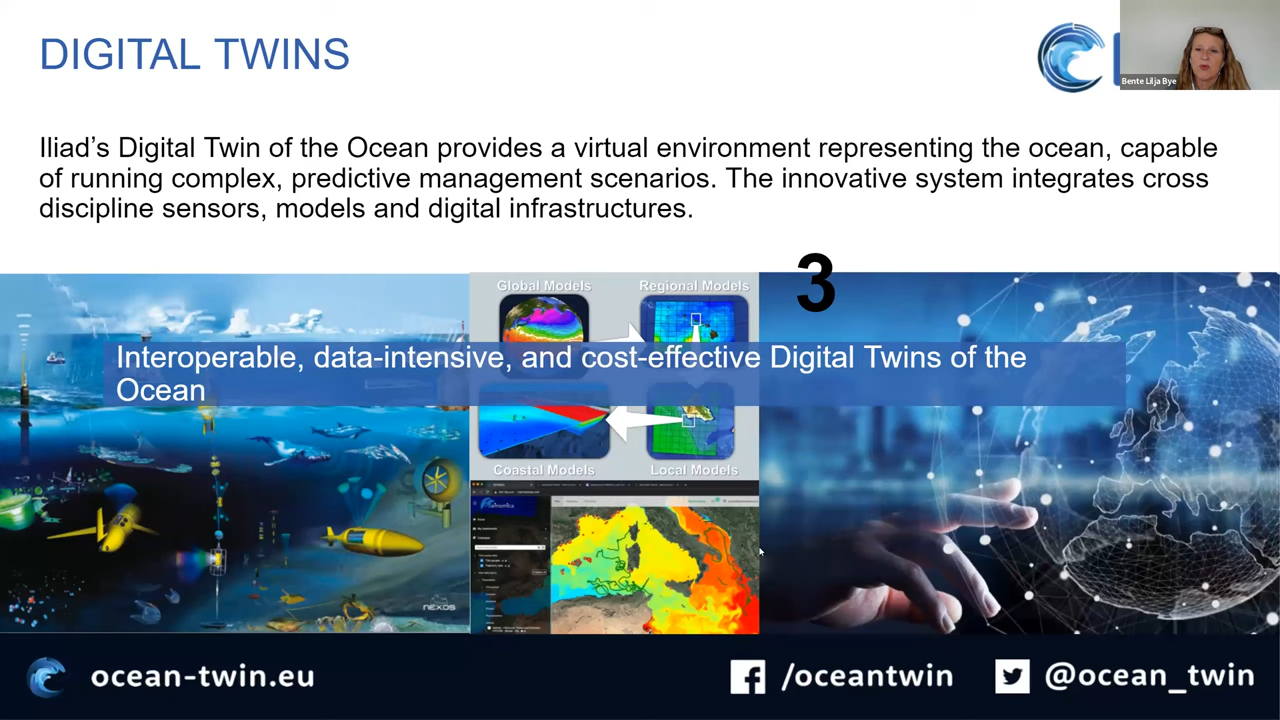 DIGITAL TWINS
Bente Lilja Bye
Iliad's Digital Twin of the Ocean provides a virtual environment representing the ocean, capable
of running complex, predictive management scenarios. The innovative system integrates cross
discipline sensors, models and digital infrastructures.
3
Global Models
Regional Models
Interoperable, data-intensive, and cost-effective Digital Twins of the
Ocean
Coastal Models
Local Models
NEXOS
ocean-twin.eu
/oceantwin
@ocean_twin